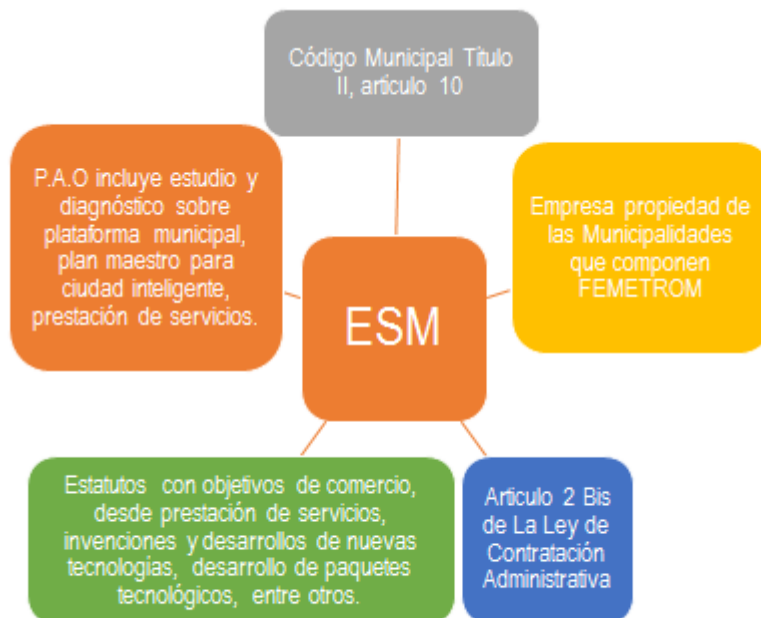 Código Municipal Título
II, artículo 10
P.A.O incluye estudio y
diagnóstico sobre
plataforma municipal,
plan maestro para
ciudad inteligente,
prestación de servicios.
Empresa propiedad de
las Municipalidades
que componen
FEMETROM
ESM
Estatutos con objetivos de comercio,
desde prestación de servicios,
invenciones y desarrollos de nuevas
tecnologías, desarrollo de paquetes
tecnológicos, entre otros.
Articulo 2 Bis
de La Ley de
Contratación
Administrativa